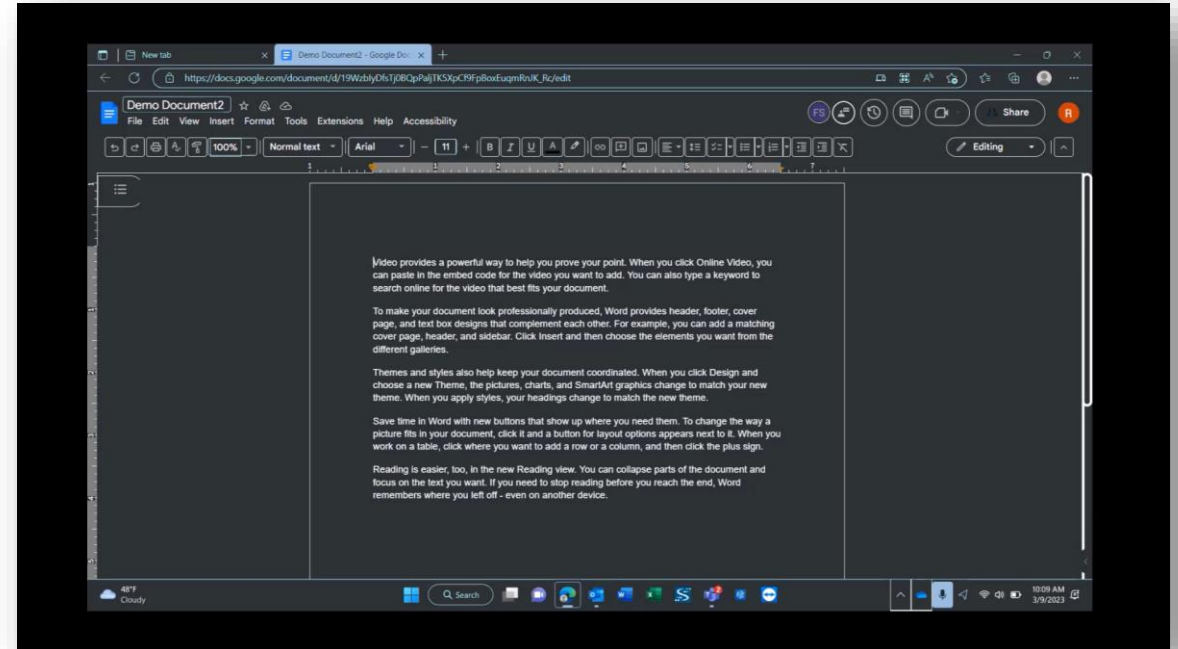 New tab
Demo Document2 - Google Doc
https://docs.google.com/document/d/19WzblyDfsTj0BQpPaljTK5XpCf9FpBoxEuqmRnJK_Rc/edit
Demo Document2
File Edit View Insert Format Tools Extensions Help Accessibility
FS
Share
R
100% Normal text Arial 11 B I U A
Editing
1 1 2 3 4 5 6 7
Video provides a powerful way to help you prove your point. When you click Online Video, you
can paste in the embed code for the video you want to add. You can also type a keyword to
search online for the video that best fits your document.
To make your document look professionally produced, Word provides header, footer, cover
page, and text box designs that complement each other. For example, you can add a matching
cover page, header, and sidebar. Click Insert and then choose the elements you want from the
different galleries.
Themes and styles also help keep your document coordinated. When you click Design and
choose a new Theme, the pictures, charts, and SmartArt graphics change to match your new
theme. When you apply styles, your headings change to match the new theme.
Save time in Word with new buttons that show up where you need them. To change the way a
picture fits in your document, click it and a button for layout options appears next to it. When you
work on a table, click where you want to add a row or a column, and then click the plus sign.
Reading is easier, too, in the new Reading view. You can collapse parts of the document and
focus on the text you want. If you need to stop reading before you reach the end, Word
remembers where you left off - even on another device.
48°F
Cloudy
Search
10:09 AM
3/9/2023